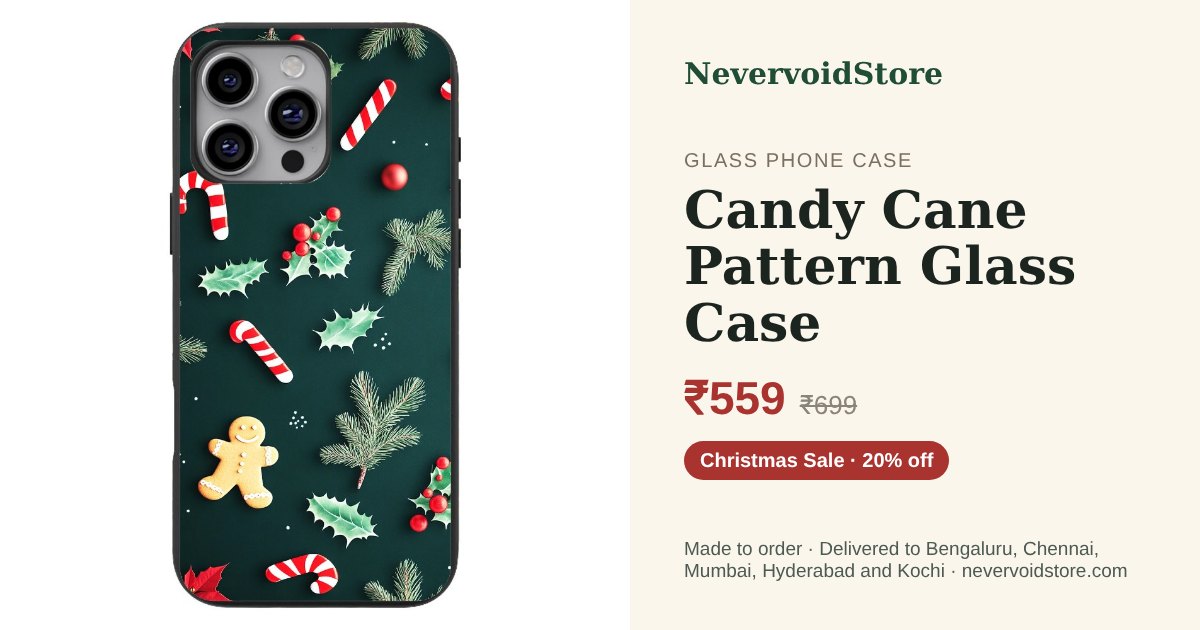 NevervoidStore
GLASS PHONE CASE
Candy Cane
Pattern Glass
Case
₹559 ₹699
Christmas Sale · 20% off
Made to order · Delivered to Bengaluru, Chennai,
Mumbai, Hyderabad and Kochi · nevervoidstore.com